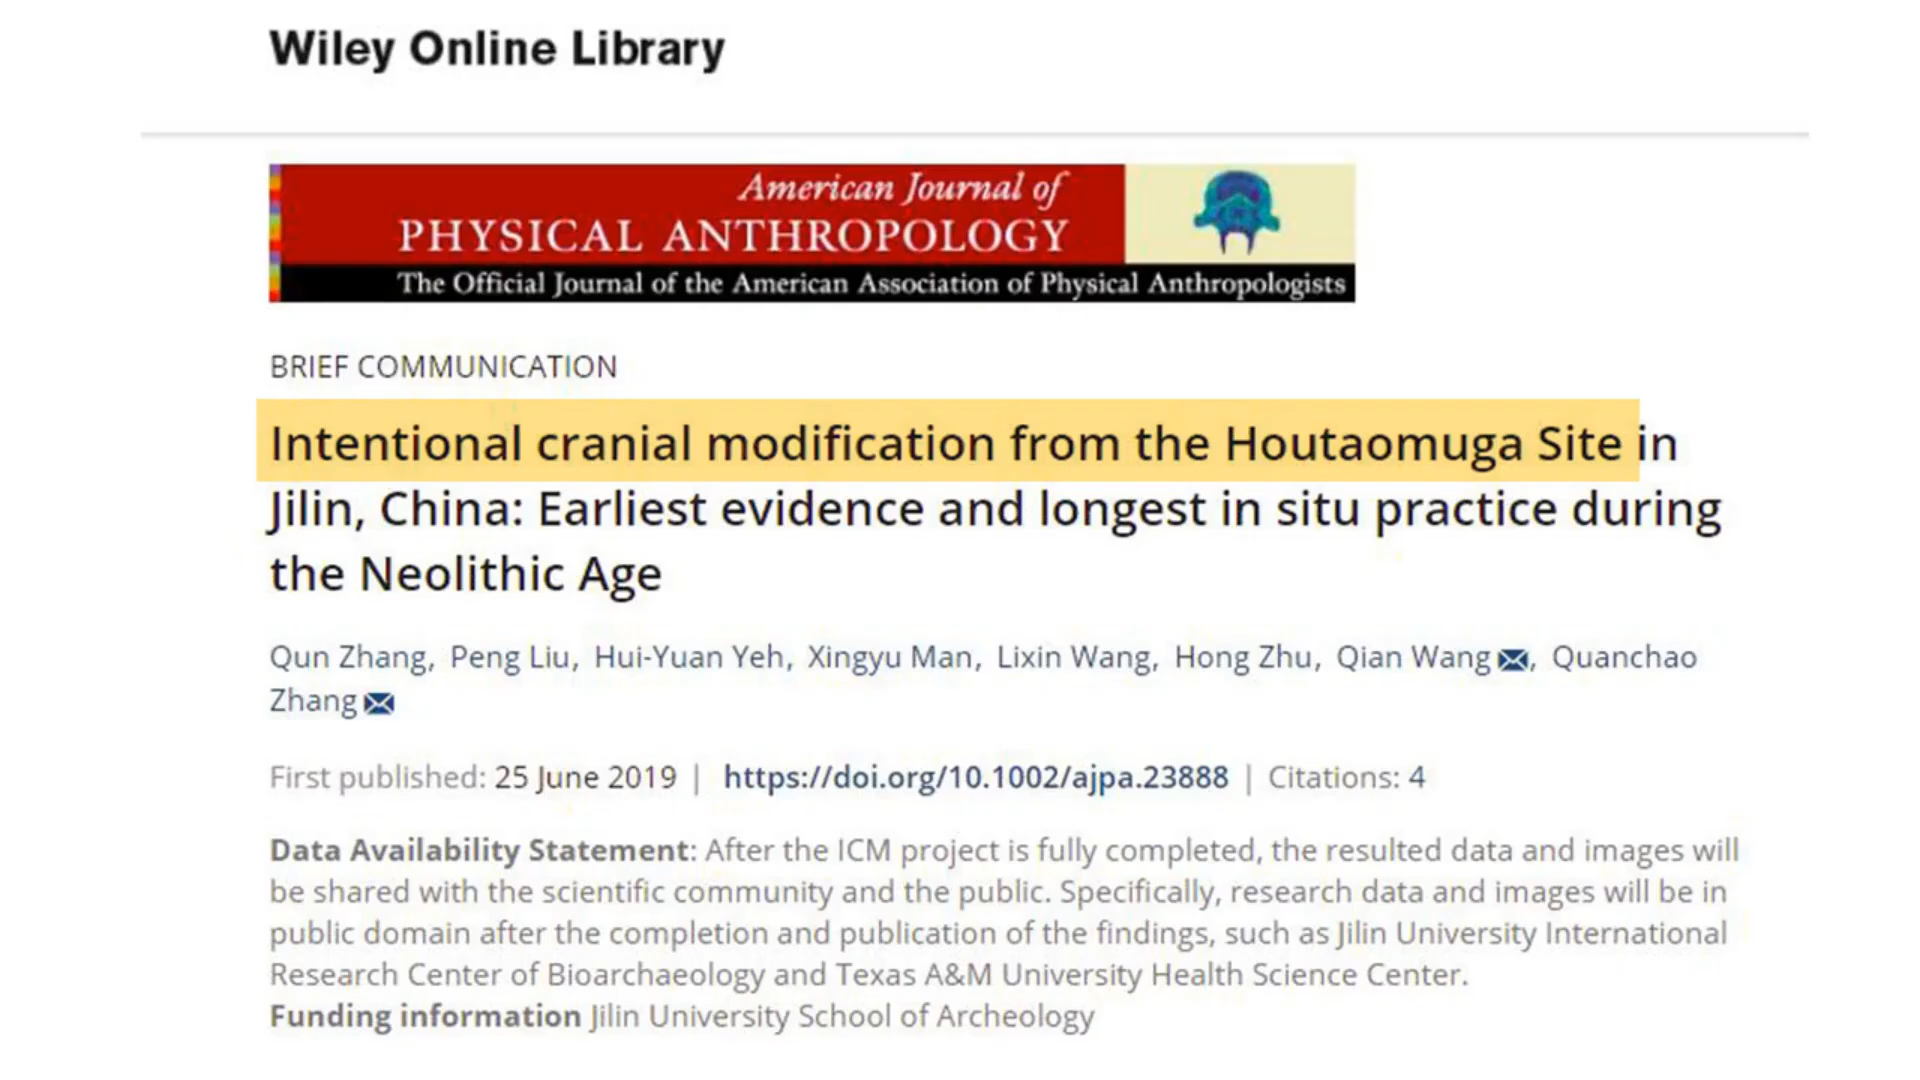 Wiley Online Library
American Journal of
PHYSICAL ANTHROPOLOGY
The Official Journal of the American Association of Physical Anthropologists
BRIEF COMMUNICATION
Intentional cranial modification from the Houtaomuga Site in
Jilin, China: Earliest evidence and longest in situ practice during
the Neolithic Age
Qun Zhang, Peng Liu, Hui-Yuan Yeh, Xingyu Man, Lixin Wang, Hong Zhu, Qian Wang, Quanchao
Zhang
First published: 25 June 2019 | https://doi.org/10.1002/ajpa.23888 | Citations: 4
Data Availability Statement: After the ICM project is fully completed, the resulted data and images will
be shared with the scientific community and the public. Specifically, research data and images will be in
public domain after the completion and publication of the findings, such as Jilin University International
Research Center of Bioarchaeology and Texas A&M University Health Science Center.
Funding information Jilin University School of Archeology